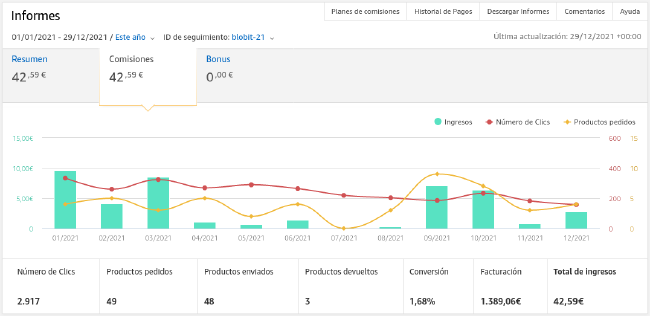 Informes
Planes de comisiones Historial de Pagos Descargar Informes Comentarios Ayuda
01/01/2021 - 29/12/2021 / Este año ID de seguimiento: blobit-21 Última actualización: 29/12/2021 +00:00
Resumen Comisiones Bonus
42,59 € 42,59 € 0,00 €
Ingresos Número de Clics Productos pedidos
15,00€ 600 15
10,00€ 400 10
5,00€ 200 5
0 0 0
01/2021 02/2021 03/2021 04/2021 05/2021 06/2021 07/2021 08/2021 09/2021 10/2021 11/2021 12/2021
Número de Clics Productos pedidos Productos enviados Productos devueltos Conversión Facturación Total de ingresos
2.917 49 48 3 1,68% 1.389,06€ 42,59€